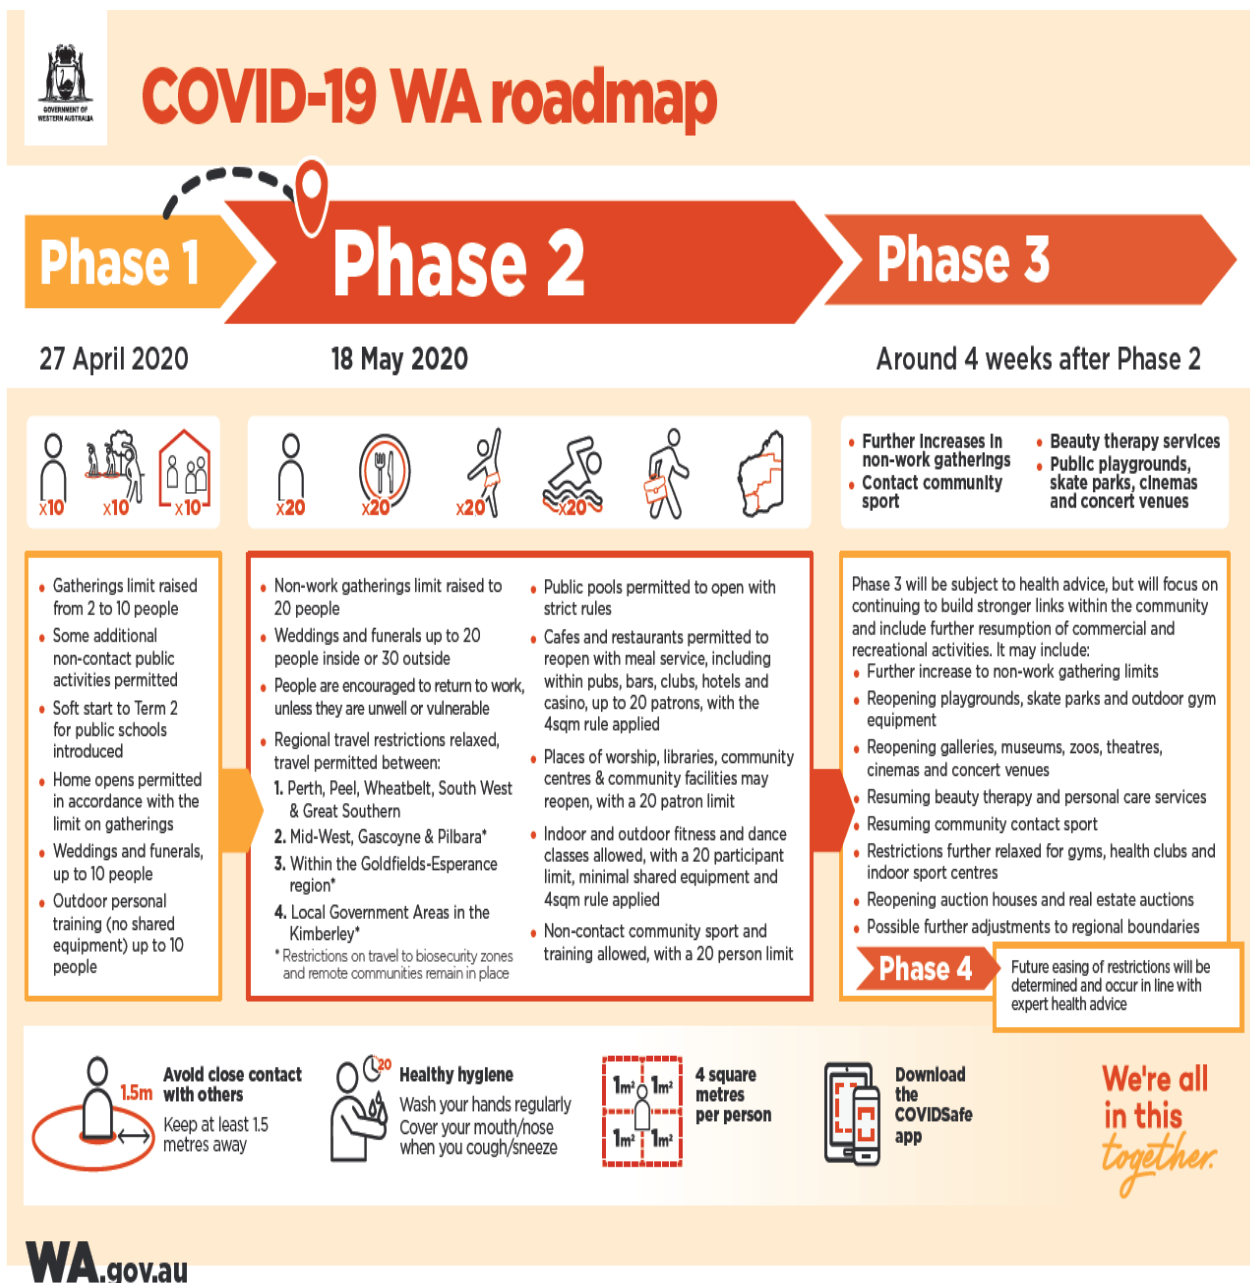 GOVERNMENT OF
WESTERN AUSTRALIA
COVID-19 WA roadmap
Phase 1
Phase 2
Phase 3
27 April 2020
18 May 2020
Around 4 weeks after Phase 2
x10
x10
x10
x20
x20
x20
x20
• Further increases in
non-work gatherings
• Contact community
sport
• Beauty therapy services
• Public playgrounds,
skate parks, cinemas
and concert venues
• Gatherings limit raised
from 2 to 10 people
• Some additional
non-contact public
activities permitted
• Soft start to Term 2
for public schools
introduced
• Home opens permitted
in accordance with the
limit on gatherings
• Weddings and funerals,
up to 10 people
• Outdoor personal
training (no shared
equipment) up to 10
people
• Non-work gatherings limit raised to
20 people
• Weddings and funerals up to 20
people inside or 30 outside
• People are encouraged to return to work,
unless they are unwell or vulnerable
• Regional travel restrictions relaxed,
travel permitted between:
1. Perth, Peel, Wheatbelt, South West
& Great Southern
2. Mid-West, Gascoyne & Pilbara*
3. Within the Goldfields-Esperance
region*
4. Local Government Areas in the
Kimberley*
* Restrictions on travel to biosecurity zones
and remote communities remain in place
• Public pools permitted to open with
strict rules
• Cafes and restaurants permitted to
reopen with meal service, including
within pubs, bars, clubs, hotels and
casino, up to 20 patrons, with the
4sqm rule applied
• Places of worship, libraries, community
centres & community facilities may
reopen, with a 20 patron limit
• Indoor and outdoor fitness and dance
classes allowed, with a 20 participant
limit, minimal shared equipment and
4sqm rule applied
• Non-contact community sport and
training allowed, with a 20 person limit
Phase 3 will be subject to health advice, but will focus on
continuing to build stronger links within the community
and include further resumption of commercial and
recreational activities. It may include:
• Further increase to non-work gathering limits
• Reopening playgrounds, skate parks and outdoor gym
equipment
• Reopening galleries, museums, zoos, theatres,
cinemas and concert venues
• Resuming beauty therapy and personal care services
• Resuming community contact sport
• Restrictions further relaxed for gyms, health clubs and
indoor sport centres
• Reopening auction houses and real estate auctions
• Possible further adjustments to regional boundaries
Phase 4
Future easing of restrictions will be
determined and occur in line with
expert health advice
1.5m
Avoid close contact
with others
Keep at least 1.5
metres away
20
Healthy hygiene
Wash your hands regularly
Cover your mouth/nose
when you cough/sneeze
1m² 1m²
1m² 1m²
4 square
metres
per person
Download
the
COVIDSafe
app
We're all
in this
together.
WA.gov.au